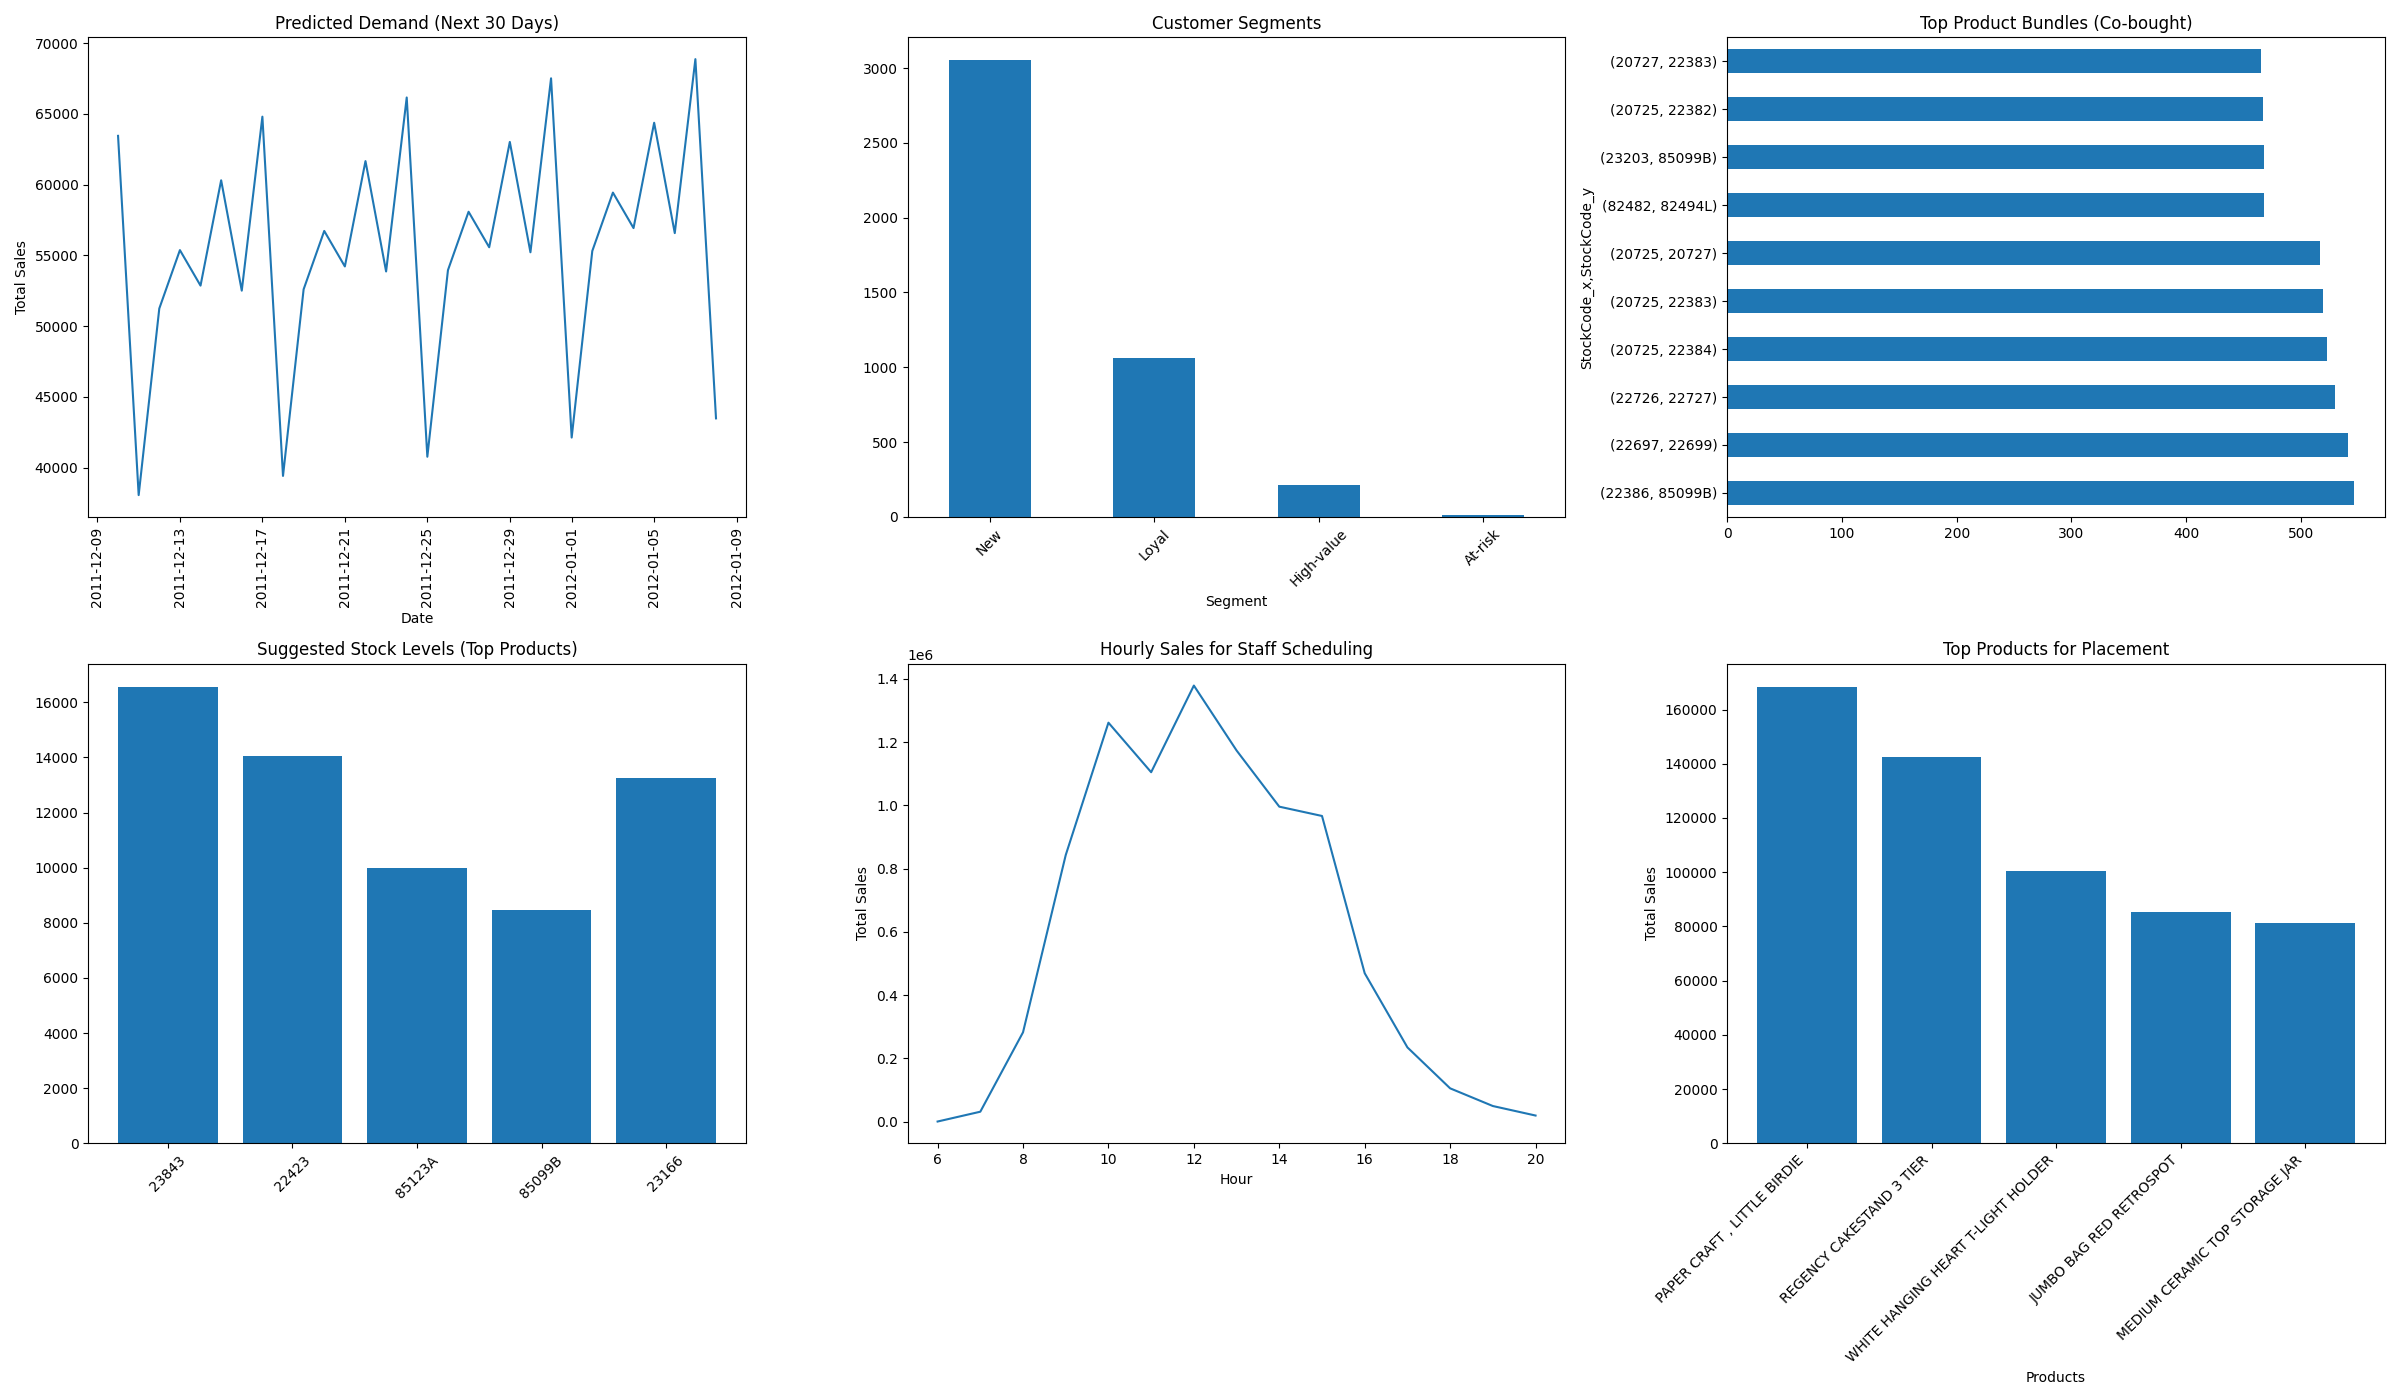 Predicted Demand (Next 30 Days)
70000
65000
60000
55000
50000
45000
40000
Total Sales
2011-12-09
2011-12-13
2011-12-17
2011-12-21
2011-12-25
2011-12-29
2012-01-01
2012-01-05
2012-01-09
Date
Customer Segments
3000
2500
2000
1500
1000
500
0
New
Loyal
High-value
At-risk
Segment
Top Product Bundles (Co-bought)
StockCode_x,StockCode_y
(20727, 22383)
(20725, 22382)
(23203, 85099B)
(82482, 82494L)
(20725, 20727)
(20725, 22383)
(20725, 22384)
(22726, 22727)
(22697, 22699)
(22386, 85099B)
0
100
200
300
400
500
Suggested Stock Levels (Top Products)
16000
14000
12000
10000
8000
6000
4000
2000
0
23843
22423
85123A
85099B
23166
Hourly Sales for Staff Scheduling
1e6
1.4
1.2
1.0
0.8
0.6
0.4
0.2
0.0
Total Sales
6
8
10
12
14
16
18
20
Hour
Top Products for Placement
160000
140000
120000
100000
80000
60000
40000
20000
0
Total Sales
PAPER CRAFT , LITTLE BIRDIE
REGENCY CAKESTAND 3 TIER
WHITE HANGING HEART T-LIGHT HOLDER
JUMBO BAG RED RETROSPOT
MEDIUM CERAMIC TOP STORAGE JAR
Products